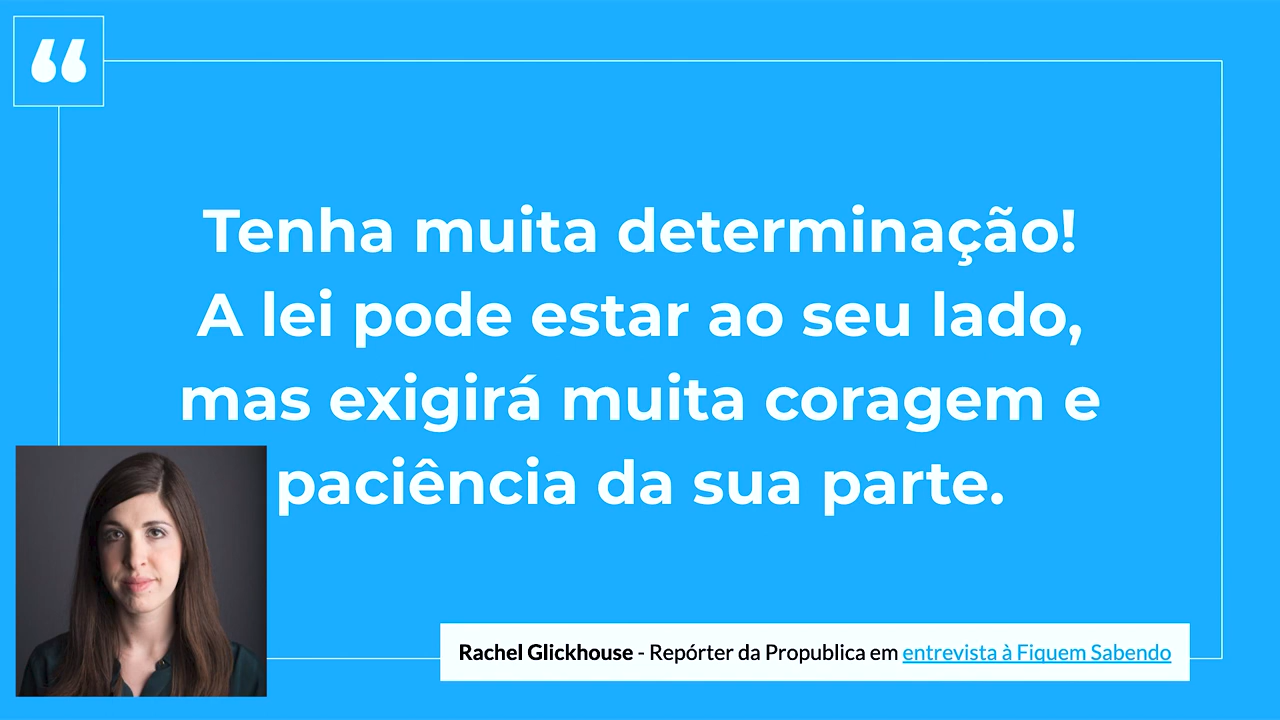 “
Tenha muita determinação!
A lei pode estar ao seu lado,
mas exigirá muita coragem e
paciência da sua parte.
Rachel Glickhouse - Repórter da Propublica em entrevista à Fiquem Sabendo